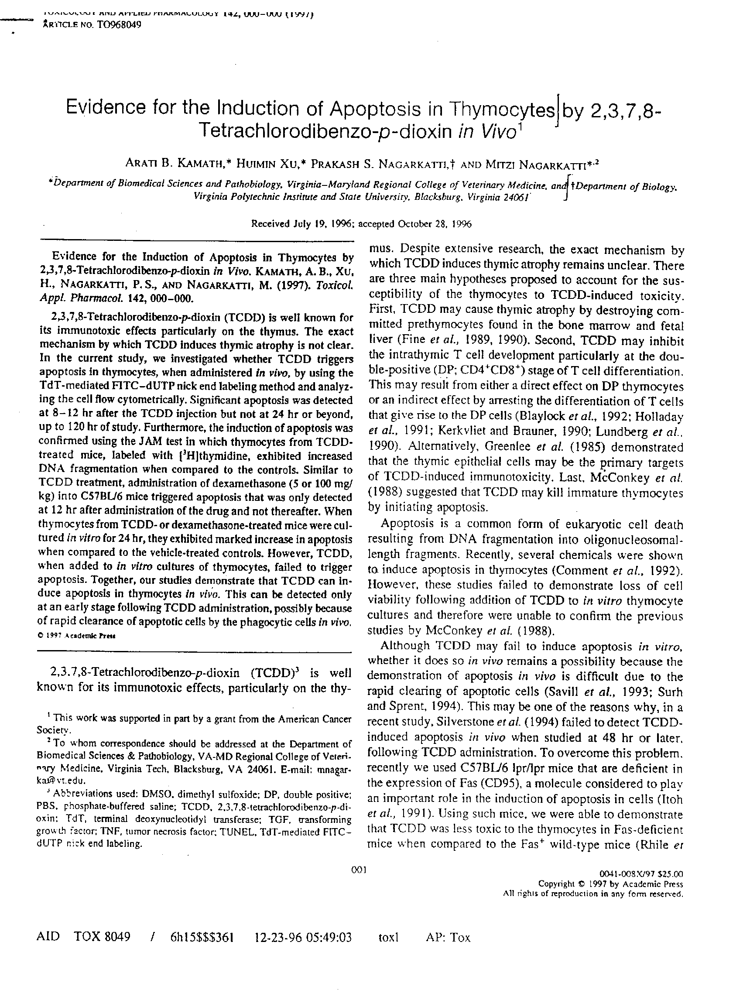 TOXICOLOGY AND APPLIED PHARMACOLOGY 142, 000–000 (1997)
ARTICLE NO. TO968049
Evidence for the Induction of Apoptosis in Thymocytes by 2,3,7,8-
Tetrachlorodibenzo-p-dioxin in Vivo¹
ARATI B. KAMATH,* HUIMIN XU,* PRAKASH S. NAGARKATTI,† AND MITZI NAGARKATTI*,²
*Department of Biomedical Sciences and Pathobiology, Virginia–Maryland Regional College of Veterinary Medicine, and †Department of Biology,
Virginia Polytechnic Institute and State University, Blacksburg, Virginia 24061
Received July 19, 1996; accepted October 28, 1996
Evidence for the Induction of Apoptosis in Thymocytes by
2,3,7,8-Tetrachlorodibenzo-p-dioxin in Vivo. KAMATH, A. B., XU,
H., NAGARKATTI, P. S., AND NAGARKATTI, M. (1997). Toxicol.
Appl. Pharmacol. 142, 000–000.
2,3,7,8-Tetrachlorodibenzo-p-dioxin (TCDD) is well known for
its immunotoxic effects particularly on the thymus. The exact
mechanism by which TCDD induces thymic atrophy is not clear.
In the current study, we investigated whether TCDD triggers
apoptosis in thymocytes, when administered in vivo, by using the
TdT-mediated FITC–dUTP nick end labeling method and analyz-
ing the cell flow cytometrically. Significant apoptosis was detected
at 8–12 hr after the TCDD injection but not at 24 hr or beyond,
up to 120 hr of study. Furthermore, the induction of apoptosis was
confirmed using the JAM test in which thymocytes from TCDD-
treated mice, labeled with [³H]thymidine, exhibited increased
DNA fragmentation when compared to the controls. Similar to
TCDD treatment, administration of dexamethasone (5 or 100 mg/
kg) into C57BL/6 mice triggered apoptosis that was only detected
at 12 hr after administration of the drug and not thereafter. When
thymocytes from TCDD- or dexamethasone-treated mice were cul-
tured in vitro for 24 hr, they exhibited marked increase in apoptosis
when compared to the vehicle-treated controls. However, TCDD,
when added to in vitro cultures of thymocytes, failed to trigger
apoptosis. Together, our studies demonstrate that TCDD can in-
duce apoptosis in thymocytes in vivo. This can be detected only
at an early stage following TCDD administration, possibly because
of rapid clearance of apoptotic cells by the phagocytic cells in vivo.
© 1997 Academic Press
2,3.7,8-Tetrachlorodibenzo-p-dioxin (TCDD)³ is well
known for its immunotoxic effects, particularly on the thy-
¹ This work was supported in part by a grant from the American Cancer
Society.
² To whom correspondence should be addressed at the Department of
Biomedical Sciences & Pathobiology, VA-MD Regional College of Veteri-
nary Medicine, Virginia Tech, Blacksburg, VA 24061. E-mail: mnagar-
ka@vt.edu.
³ Abbreviations used: DMSO, dimethyl sulfoxide; DP, double positive;
PBS, phosphate-buffered saline; TCDD, 2,3,7,8-tetrachlorodibenzo-p-di-
oxin; TdT, terminal deoxynucleotidyl transferase; TGF, transforming
growth factor; TNF, tumor necrosis factor; TUNEL, TdT-mediated FITC–
dUTP nick end labeling.
mus. Despite extensive research, the exact mechanism by
which TCDD induces thymic atrophy remains unclear. There
are three main hypotheses proposed to account for the sus-
ceptibility of the thymocytes to TCDD-induced toxicity.
First, TCDD may cause thymic atrophy by destroying com-
mitted prethymocytes found in the bone marrow and fetal
liver (Fine et al., 1989, 1990). Second, TCDD may inhibit
the intrathymic T cell development particularly at the dou-
ble-positive (DP; CD4⁺CD8⁺) stage of T cell differentiation.
This may result from either a direct effect on DP thymocytes
or an indirect effect by arresting the differentiation of T cells
that give rise to the DP cells (Blaylock et al., 1992; Holladay
et al., 1991; Kerkvliet and Brauner, 1990; Lundberg et al.,
1990). Alternatively, Greenlee et al. (1985) demonstrated
that the thymic epithelial cells may be the primary targets
of TCDD-induced immunotoxicity. Last, McConkey et al.
(1988) suggested that TCDD may kill immature thymocytes
by initiating apoptosis.
Apoptosis is a common form of eukaryotic cell death
resulting from DNA fragmentation into oligonucleosomal-
length fragments. Recently, several chemicals were shown
to induce apoptosis in thymocytes (Comment et al., 1992).
However, these studies failed to demonstrate loss of cell
viability following addition of TCDD to in vitro thymocyte
cultures and therefore were unable to confirm the previous
studies by McConkey et al. (1988).
Although TCDD may fail to induce apoptosis in vitro,
whether it does so in vivo remains a possibility because the
demonstration of apoptosis in vivo is difficult due to the
rapid clearing of apoptotic cells (Savill et al., 1993; Surh
and Sprent, 1994). This may be one of the reasons why, in a
recent study, Silverstone et al. (1994) failed to detect TCDD-
induced apoptosis in vivo when studied at 48 hr or later,
following TCDD administration. To overcome this problem.
recently we used C57BL/6 lpr/lpr mice that are deficient in
the expression of Fas (CD95), a molecule considered to play
an important role in the induction of apoptosis in cells (Itoh
et al., 1991). Using such mice, we were able to demonstrate
that TCDD was less toxic to the thymocytes in Fas-deficient
mice when compared to the Fas⁺ wild-type mice (Rhile et
001
0041-008X/97 $25.00
Copyright © 1997 by Academic Press
All rights of reproduction in any form reserved.
AID TOX 8049 / 6h15$$$361 12-23-96 05:49:03 toxl AP: Tox